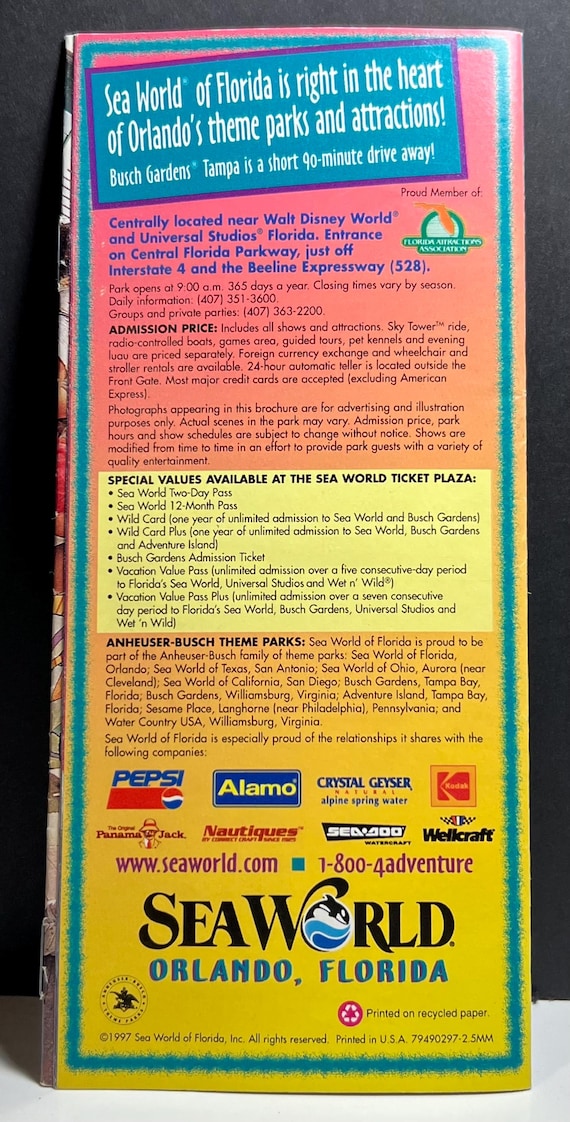 Sea World® of Florida is right in the heart
of Orlando's theme parks and attractions!
Busch Gardens® Tampa is a short 90-minute drive away!
Proud Member of:
FLORIDA ATTRACTIONS
ASSOCIATION
Centrally located near Walt Disney World®
and Universal Studios® Florida. Entrance
on Central Florida Parkway, just off
Interstate 4 and the Beeline Expressway (528).
Park opens at 9:00 a.m. 365 days a year. Closing times vary by season.
Daily information: (407) 351-3600.
Groups and private parties: (407) 363-2200.
ADMISSION PRICE: Includes all shows and attractions. Sky Tower™ ride,
radio-controlled boats, games area, guided tours, pet kennels and evening
luau are priced separately. Foreign currency exchange and wheelchair and
stroller rentals are available. 24-hour automatic teller is located outside the
Front Gate. Most major credit cards are accepted (excluding American
Express).
Photographs appearing in this brochure are for advertising and illustration
purposes only. Actual scenes in the park may vary. Admission price, park
hours and show schedules are subject to change without notice. Shows are
modified from time to time in an effort to provide park guests with a variety of
quality entertainment.
SPECIAL VALUES AVAILABLE AT THE SEA WORLD TICKET PLAZA:
• Sea World Two-Day Pass
• Sea World 12-Month Pass
• Wild Card (one year of unlimited admission to Sea World and Busch Gardens)
• Wild Card Plus (one year of unlimited admission to Sea World, Busch Gardens
and Adventure Island)
• Busch Gardens Admission Ticket
• Vacation Value Pass (unlimited admission over a five consecutive-day period
to Florida's Sea World, Universal Studios and Wet n' Wild®)
• Vacation Value Pass Plus (unlimited admission over a seven consecutive
day period to Florida's Sea World, Busch Gardens, Universal Studios and
Wet 'n Wild)
ANHEUSER-BUSCH THEME PARKS: Sea World of Florida is proud to be
part of the Anheuser-Busch family of theme parks: Sea World of Florida,
Orlando; Sea World of Texas, San Antonio; Sea World of Ohio, Aurora (near
Cleveland); Sea World of California, San Diego; Busch Gardens, Tampa Bay,
Florida; Busch Gardens, Williamsburg, Virginia; Adventure Island, Tampa Bay,
Florida; Sesame Place, Langhorne (near Philadelphia), Pennsylvania; and
Water Country USA, Williamsburg, Virginia.
Sea World of Florida is especially proud of the relationships it shares with the
following companies:
PEPSI
Alamo®
CRYSTAL GEYSER®
NATURAL
alpine spring water
Kodak
The Original
Panama Jack.
Nautiques™
BY CORRECT CRAFT SINCE 1925
SEA-DOO®
WATERCRAFT
Wellcraft®
www.seaworld.com ■ 1-800-4adventure
SEAWORLD®
ORLANDO, FLORIDA
ANHEUSER-BUSCH
THEME PARKS
Printed on recycled paper.
©1997 Sea World of Florida, Inc. All rights reserved. Printed in U.S.A. 79490297-2.5MM